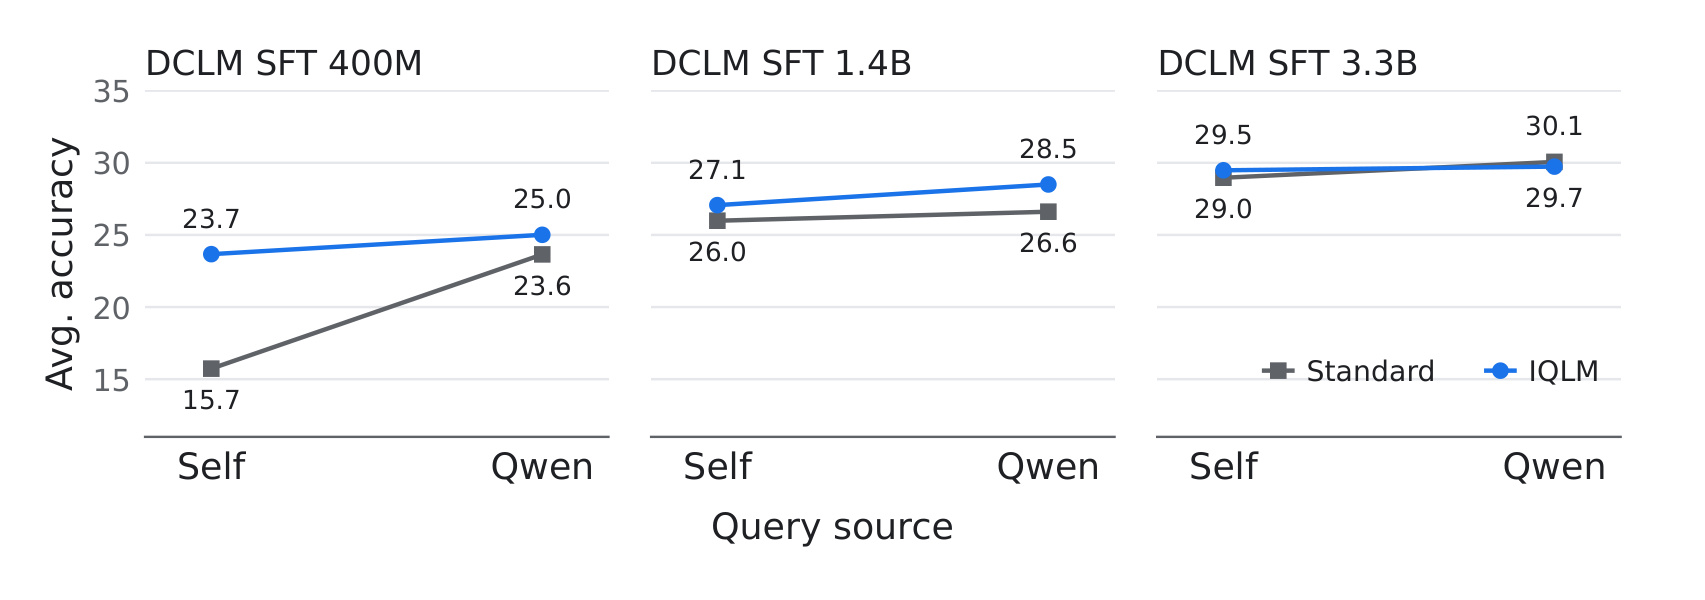 DCLM SFT 400M
DCLM SFT 1.4B
DCLM SFT 3.3B
Avg. accuracy
35
30
25
20
15
23.7
25.0
15.7
23.6
27.1
28.5
26.0
26.6
29.5
30.1
29.0
29.7
Standard
IQLM
Self
Qwen
Self
Qwen
Self
Qwen
Query source